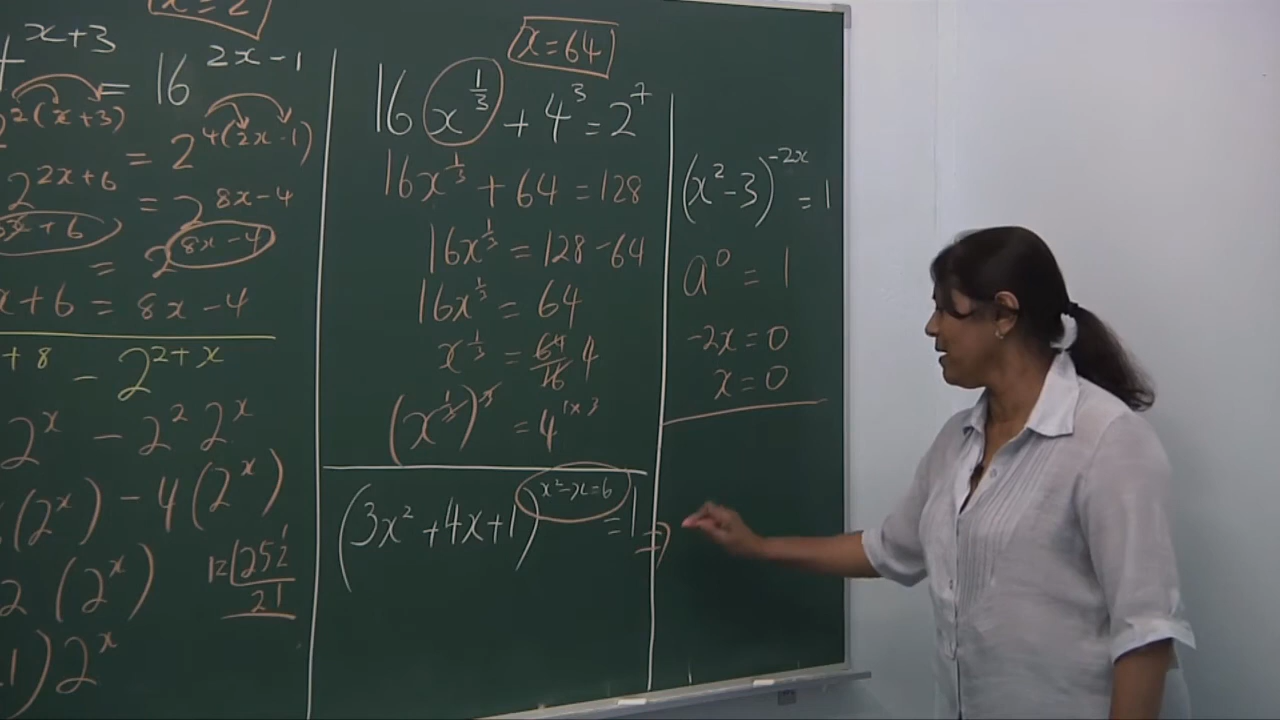 x = 2
x+3 = 16^{2x-1}
2(x+3) = 2^{4(2x-1)}
2^{2x+6} = 2^{8x-4}
+ 6 = 2^{8x-4}
x+6 = 8x-4
+ 8 - 2^{2+x}
2^x - 2^2 2^x
(2^x) - 4(2^x)
2 (2^x)
12 252
21
1) 2^x
x = 64
16 x^{1/3} + 4^3 = 2^7
16x^{1/3} + 64 = 128
16x^{1/3} = 128 - 64
16x^{1/3} = 64
x^{1/3} = 64/16 4
(x^{1/3})^3 = 4^{1x3}
(3x^2 + 4x + 1)^{x^2-x=6} = 1 ⇒
(x^2 - 3)^{-2x} = 1
a^0 = 1
-2x = 0
x = 0